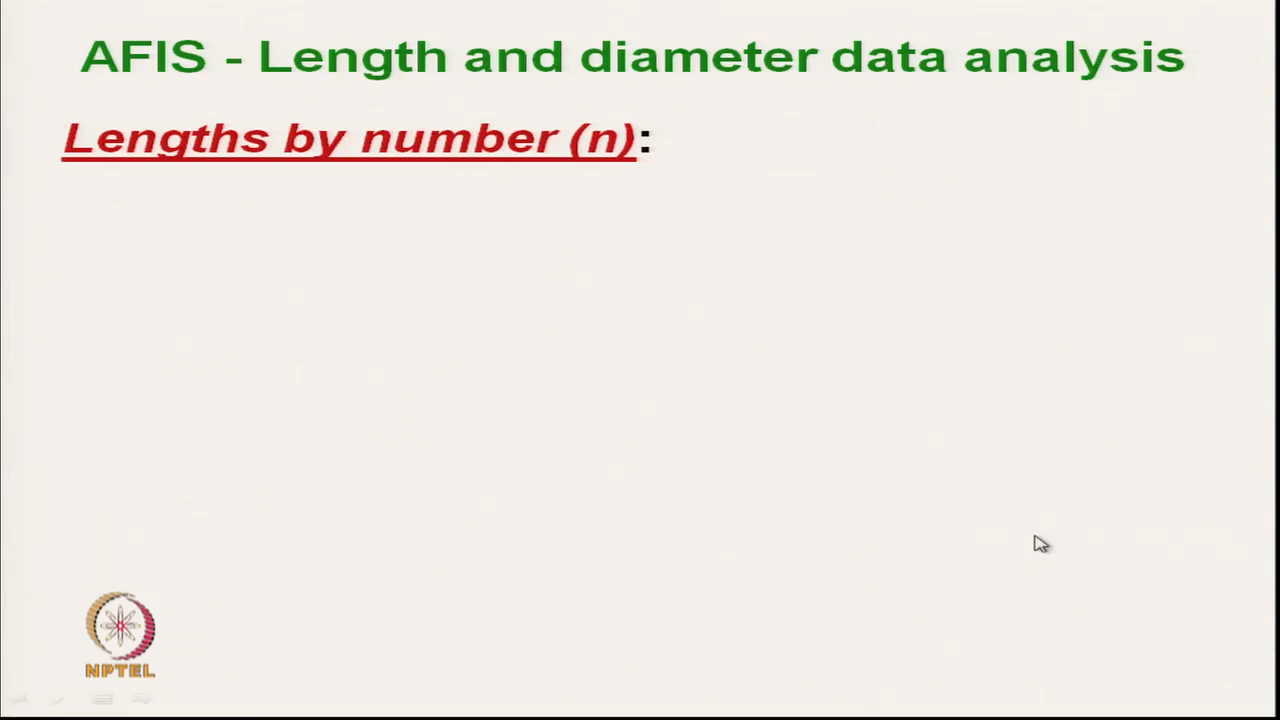 AFIS - Length and diameter data analysis
Lengths by number (n):
NPTEL